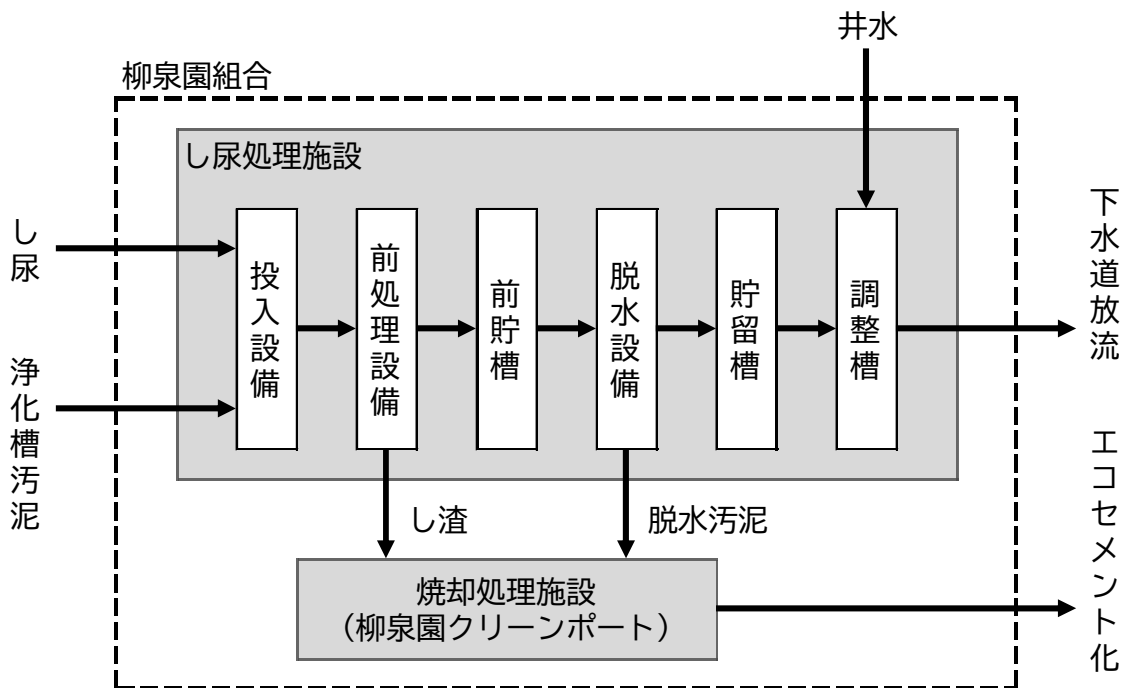 井水
柳泉園組合
し尿処理施設
し尿
浄化槽汚泥
投入設備
前処理設備
前貯槽
脱水設備
貯留槽
調整槽
下水道放流
エコセメント化
し渣
脱水汚泥
焼却処理施設
（柳泉園クリーンポート）